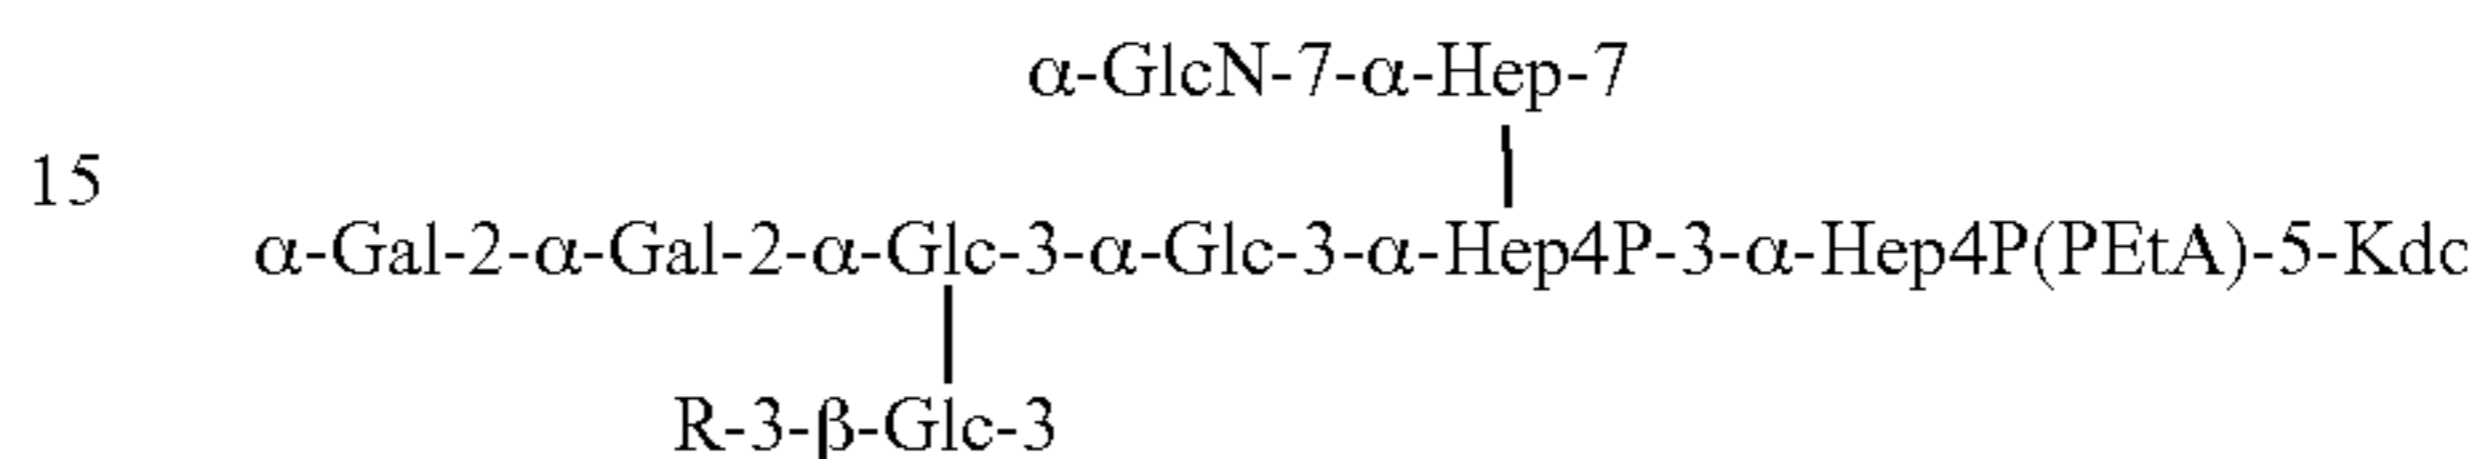 α-GlcN-7-α-Hep-7
15
α-Gal-2-α-Gal-2-α-Glc-3-α-Glc-3-α-Hep4P-3-α-Hep4P(PEtA)-5-Kdc
R-3-β-Glc-3